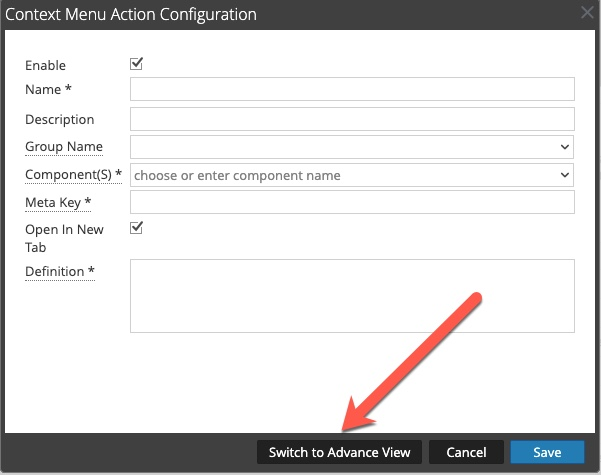 Context Menu Action Configuration
Enable
Name *
Description
Group Name
Component(S) * choose or enter component name
Meta Key *
Open In New
Tab
Definition *
Switch to Advance View Cancel Save